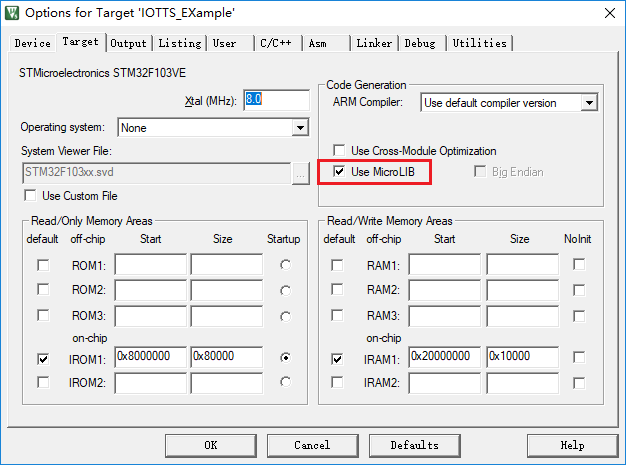 Options for Target 'IOTTS_EXample'
Device Target Output Listing User C/C++ Asm Linker Debug Utilities
STMicroelectronics STM32F103VE
Xtal (MHz): 8.0
Operating system: None
System Viewer File:
STM32F103xx.svd ...
Use Custom File
Code Generation
ARM Compiler: Use default compiler version
Use Cross-Module Optimization
Use MicroLIB Big Endian
Read/Only Memory Areas
default off-chip Start Size Startup
ROM1:
ROM2:
ROM3:
on-chip
IROM1: 0x8000000 0x80000
IROM2:
Read/Write Memory Areas
default off-chip Start Size NoInit
RAM1:
RAM2:
RAM3:
on-chip
IRAM1: 0x20000000 0x10000
IRAM2:
OK Cancel Defaults Help